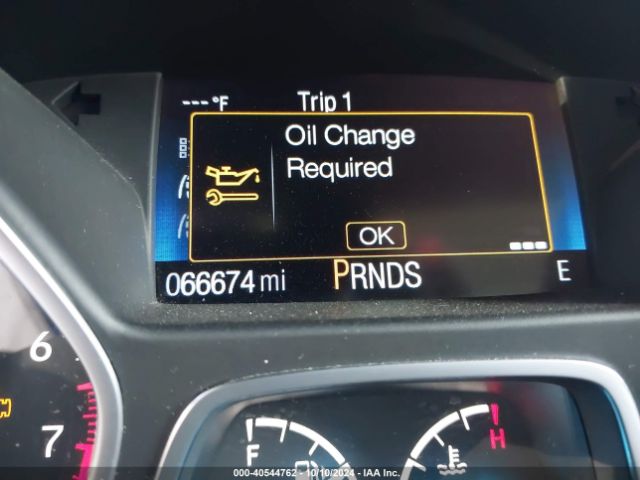 ---°F Trip 1
Oil Change
Required
OK
066674 mi PRNDS E
6
7
F
H
000-40544762 - 10/10/2024 - IAA Inc.